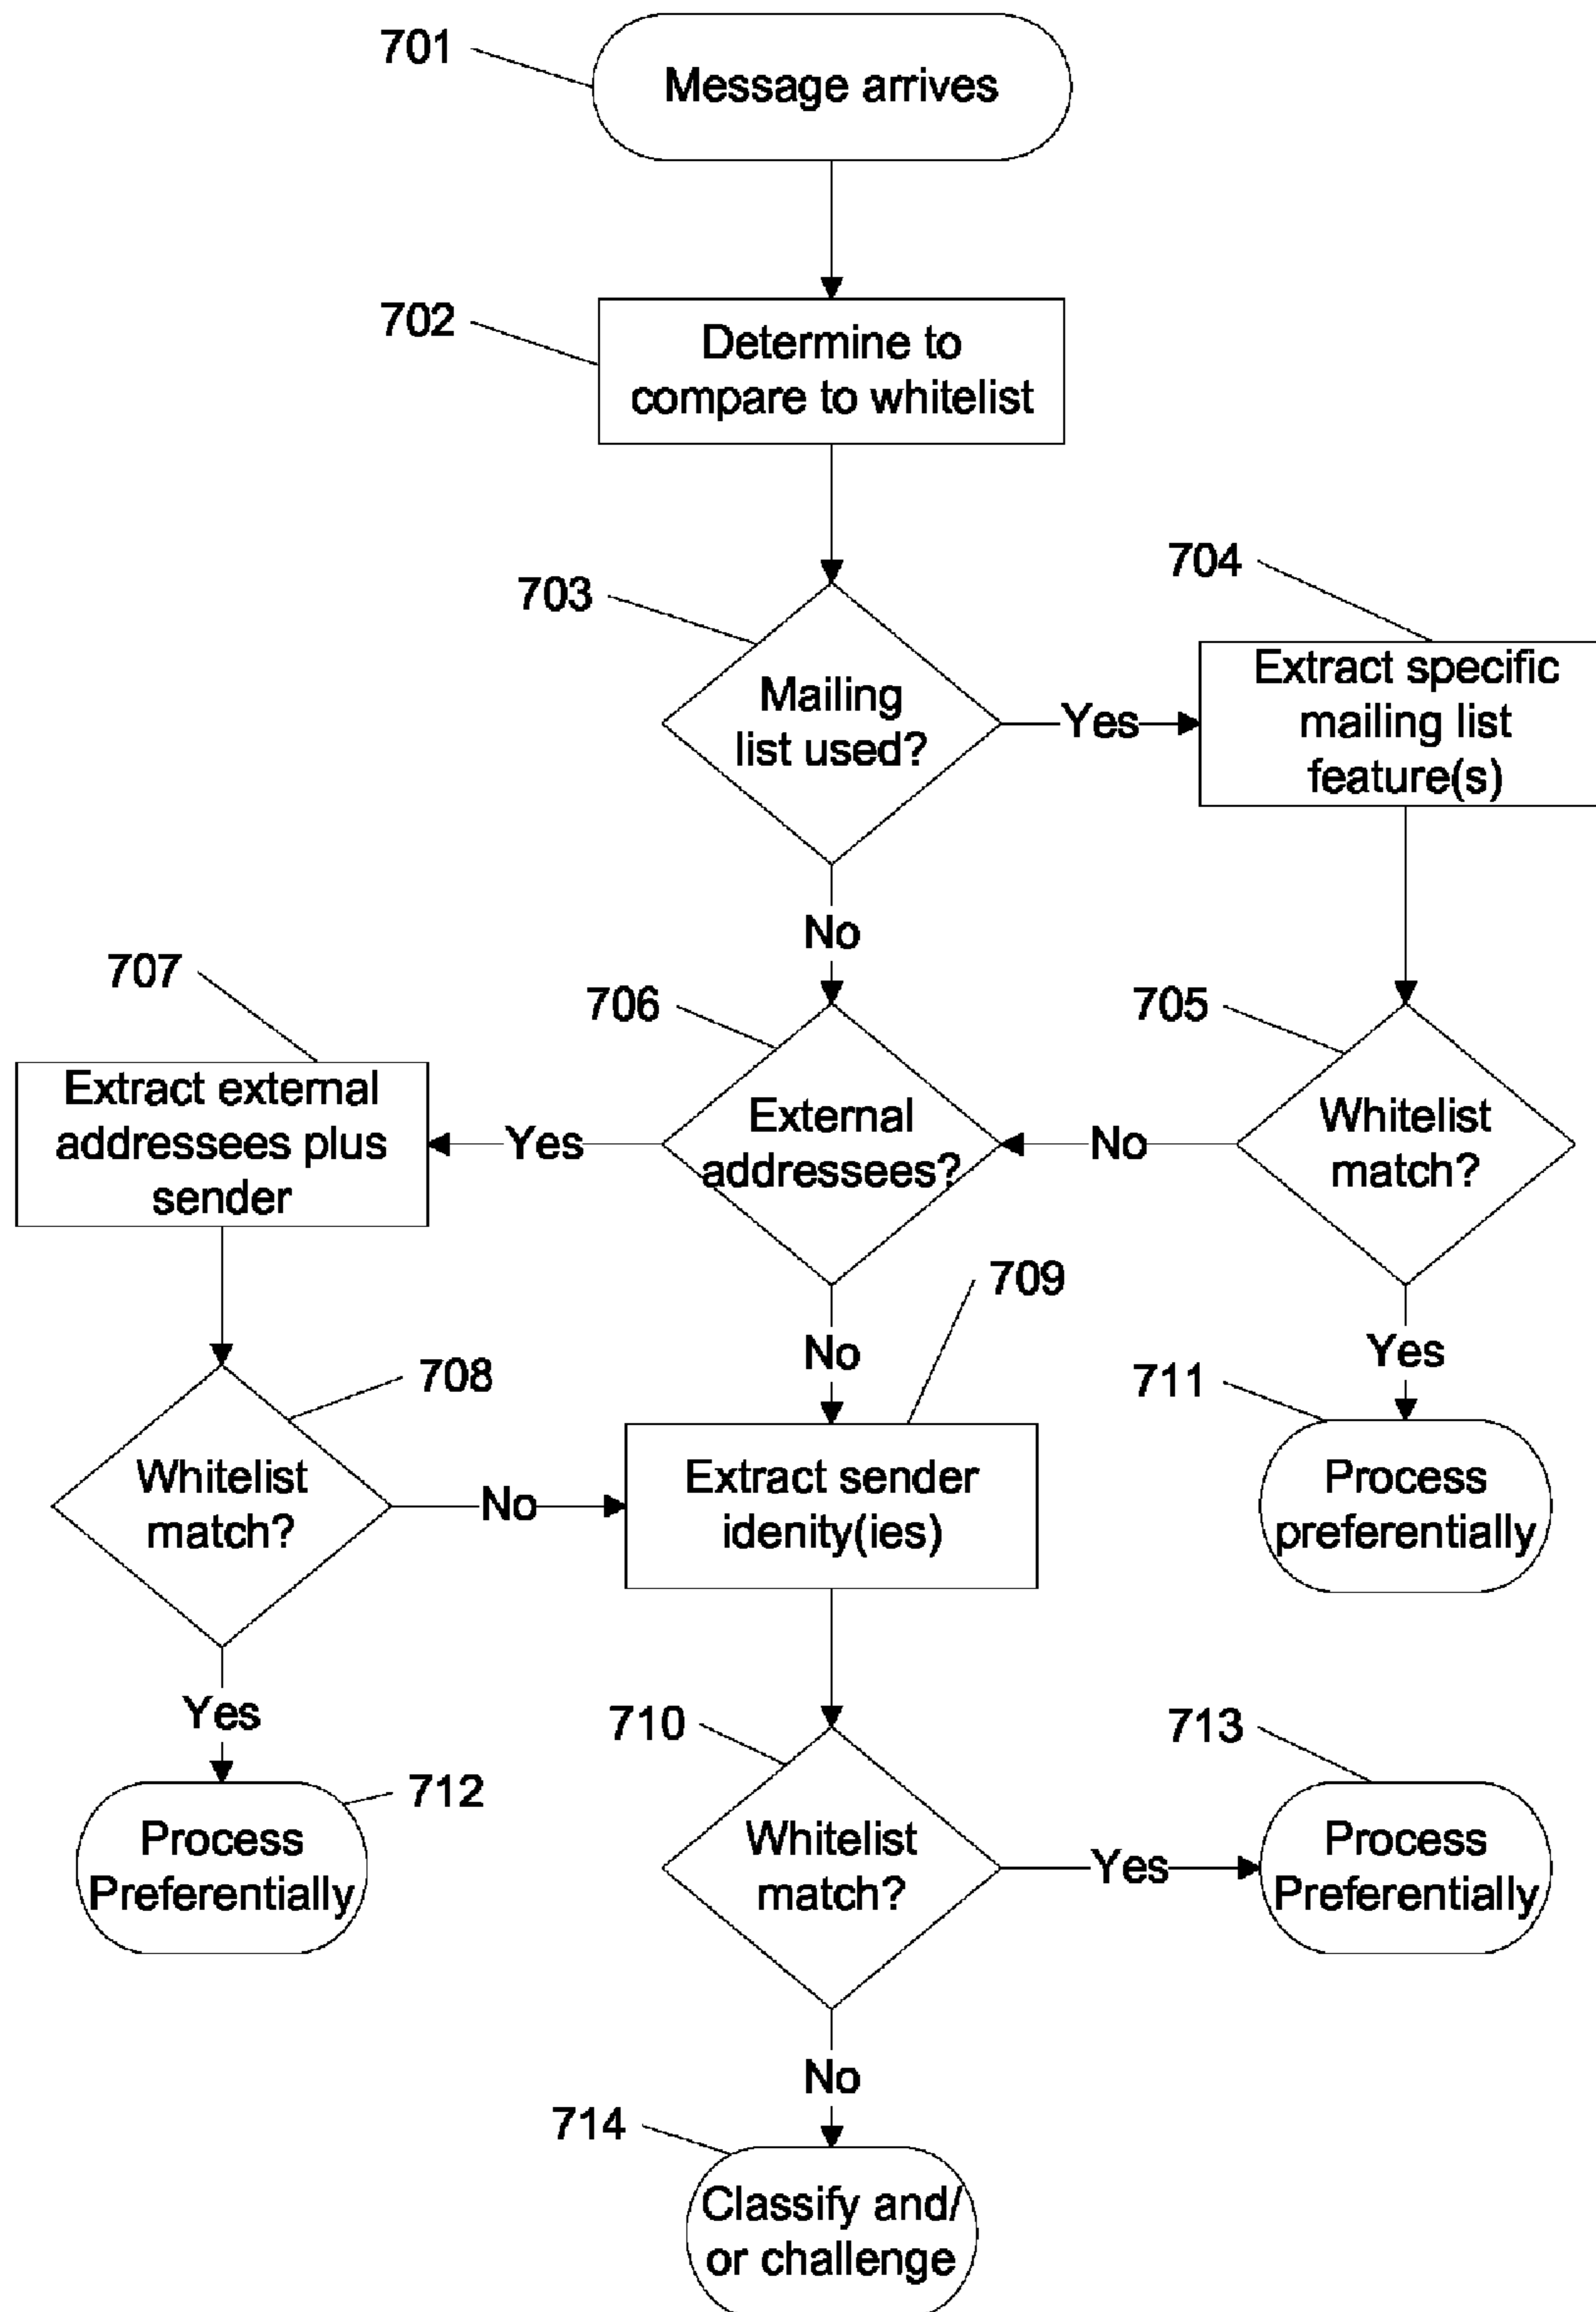 701
Message arrives
702
Determine to
compare to whitelist
703
Mailing
list used?
Yes
704
Extract specific
mailing list
feature(s)
No
707
Extract external
addressees plus
sender
Yes
706
External
addressees?
No
705
Whitelist
match?
No
709
Yes
711
Process
preferentially
708
Whitelist
match?
No
Extract sender
idenity(ies)
Yes
712
Process
Preferentially
710
Whitelist
match?
Yes
713
Process
Preferentially
No
714
Classify and/
or challenge